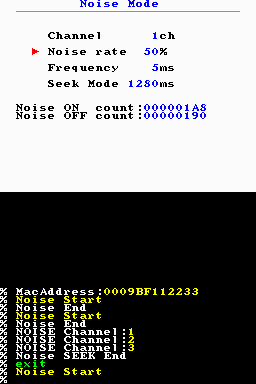 Noise Mode
Channel 1ch
► Noise rate 50%
Frequency 5ms
Seek Mode 1280ms
Noise ON  count:000001A8
Noise OFF count:00000190
% MacAddress:0009BF112233
% Noise Start
% Noise End
% Noise Start
% Noise End
% NOISE Channel:1
% NOISE Channel:2
% NOISE Channel:3
% Noise SEEK End
% exit
% Noise Start